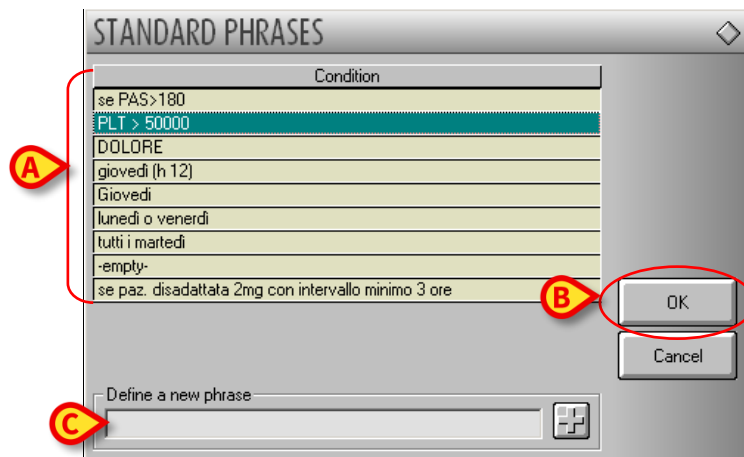 STANDARD PHRASES
Condition
se PAS>180
PLT > 50000
DOLORE
A
giovedì (h 12)
Giovedi
lunedì o venerdì
tutti i martedì
-empty-
se paz. disadattata 2mg con intervallo minimo 3 ore
B
OK
Cancel
Define a new phrase
C